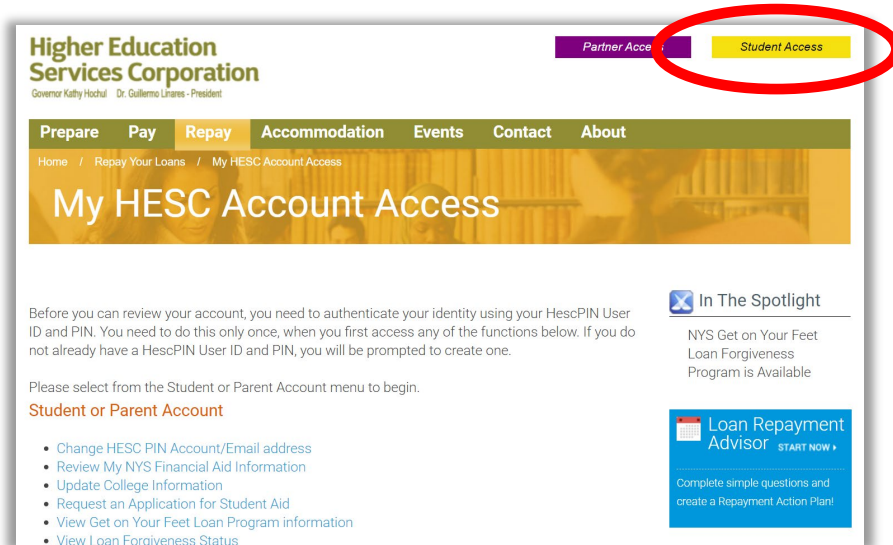 Higher Education
Services Corporation
Governor Kathy Hochul Dr. Guillermo Linares - President
Partner Access
Student Access
Prepare Pay Repay Accommodation Events Contact About
Home / Repay Your Loans / My HESC Account Access
My HESC Account Access
Before you can review your account, you need to authenticate your identity using your HescPIN User
ID and PIN. You need to do this only once, when you first access any of the functions below. If you do
not already have a HescPIN User ID and PIN, you will be prompted to create one.
Please select from the Student or Parent Account menu to begin.
Student or Parent Account
• Change HESC PIN Account/Email address
• Review My NYS Financial Aid Information
• Update College Information
• Request an Application for Student Aid
• View Get on Your Feet Loan Program information
• View Loan Forgiveness Status
In The Spotlight
NYS Get on Your Feet
Loan Forgiveness
Program is Available
Loan Repayment
Advisor START NOW
Complete simple questions and
create a Repayment Action Plan!